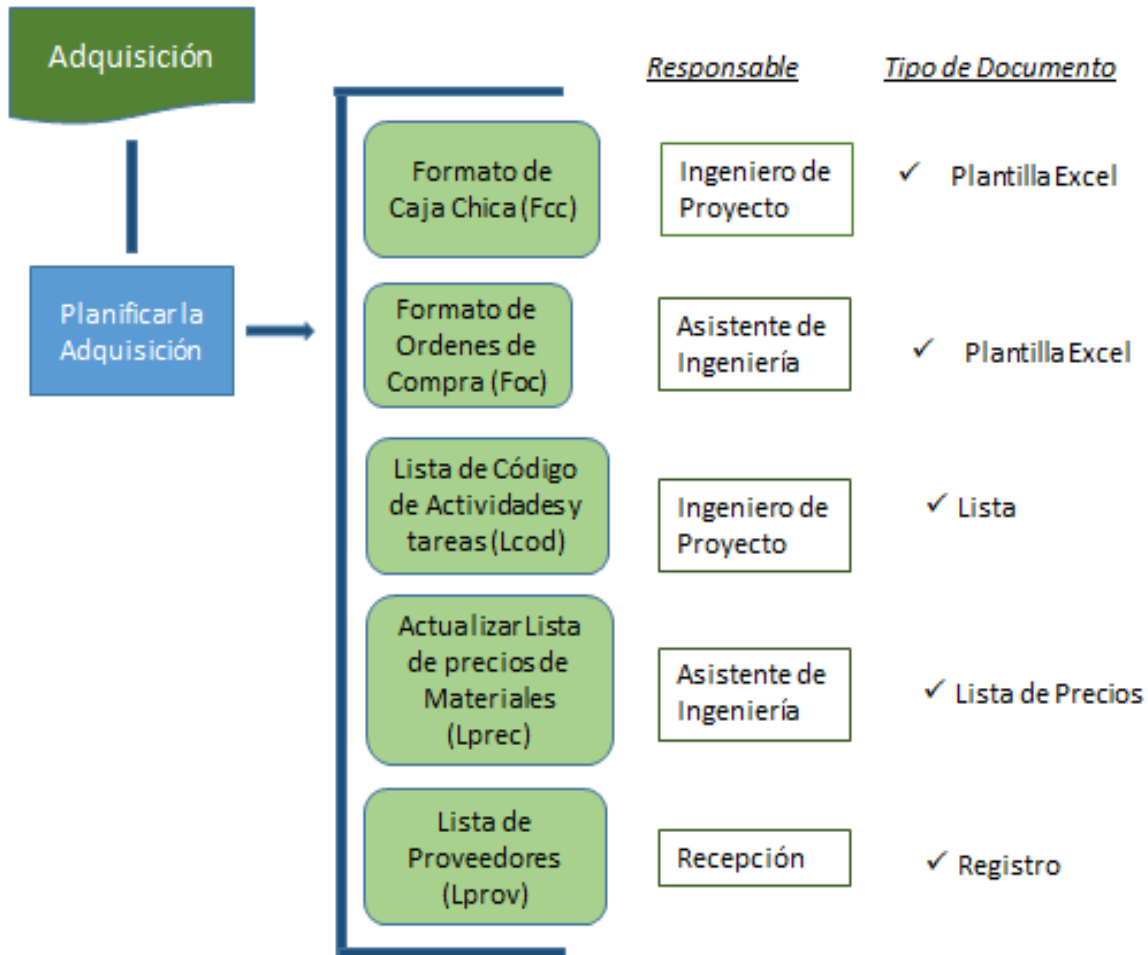 Adquisición
Responsable
Tipo de Documento
Formato de
Caja Chica (Fcc)
Ingeniero de
Proyecto
✓ Plantilla Excel
Planificar la
Adquisición
Formato de
Ordenes de
Compra (Foc)
Asistente de
Ingeniería
✓ Plantilla Excel
Lista de Código
de Actividades y
tareas (Lcod)
Ingeniero de
Proyecto
✓ Lista
Actualizar Lista
de precios de
Materiales
(Lprec)
Asistente de
Ingeniería
✓ Lista de Precios
Lista de
Proveedores
(Lprov)
Recepción
✓ Registro